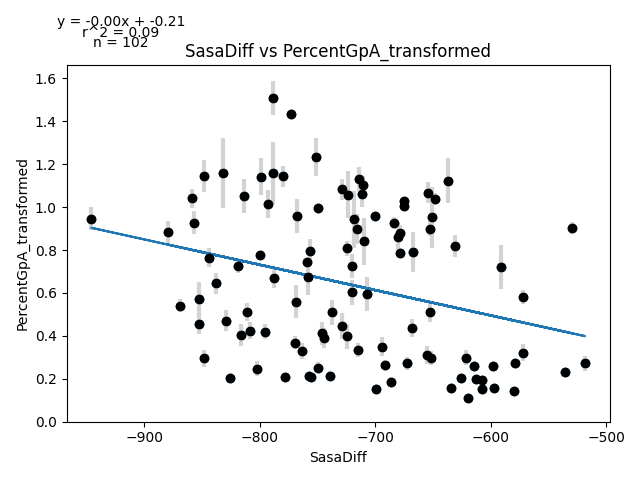 y = -0.00x + -0.21
r^2 = 0.09
n = 102
SasaDiff vs PercentGpA_transformed
PercentGpA_transformed
1.6
1.4
1.2
1.0
0.8
0.6
0.4
0.2
0.0
−900 −800 −700 −600 −500
SasaDiff